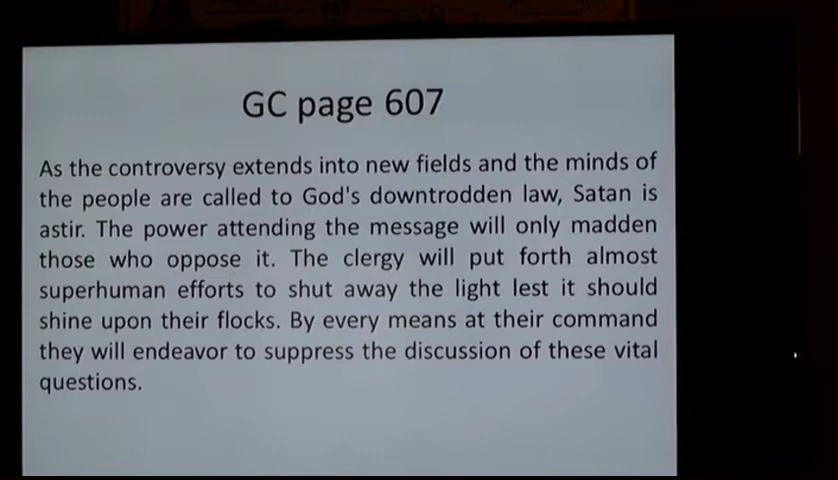 GC page 607
As the controversy extends into new fields and the minds of
the people are called to God's downtrodden law, Satan is
astir. The power attending the message will only madden
those who oppose it. The clergy will put forth almost
superhuman efforts to shut away the light lest it should
shine upon their flocks. By every means at their command
they will endeavor to suppress the discussion of these vital
questions.